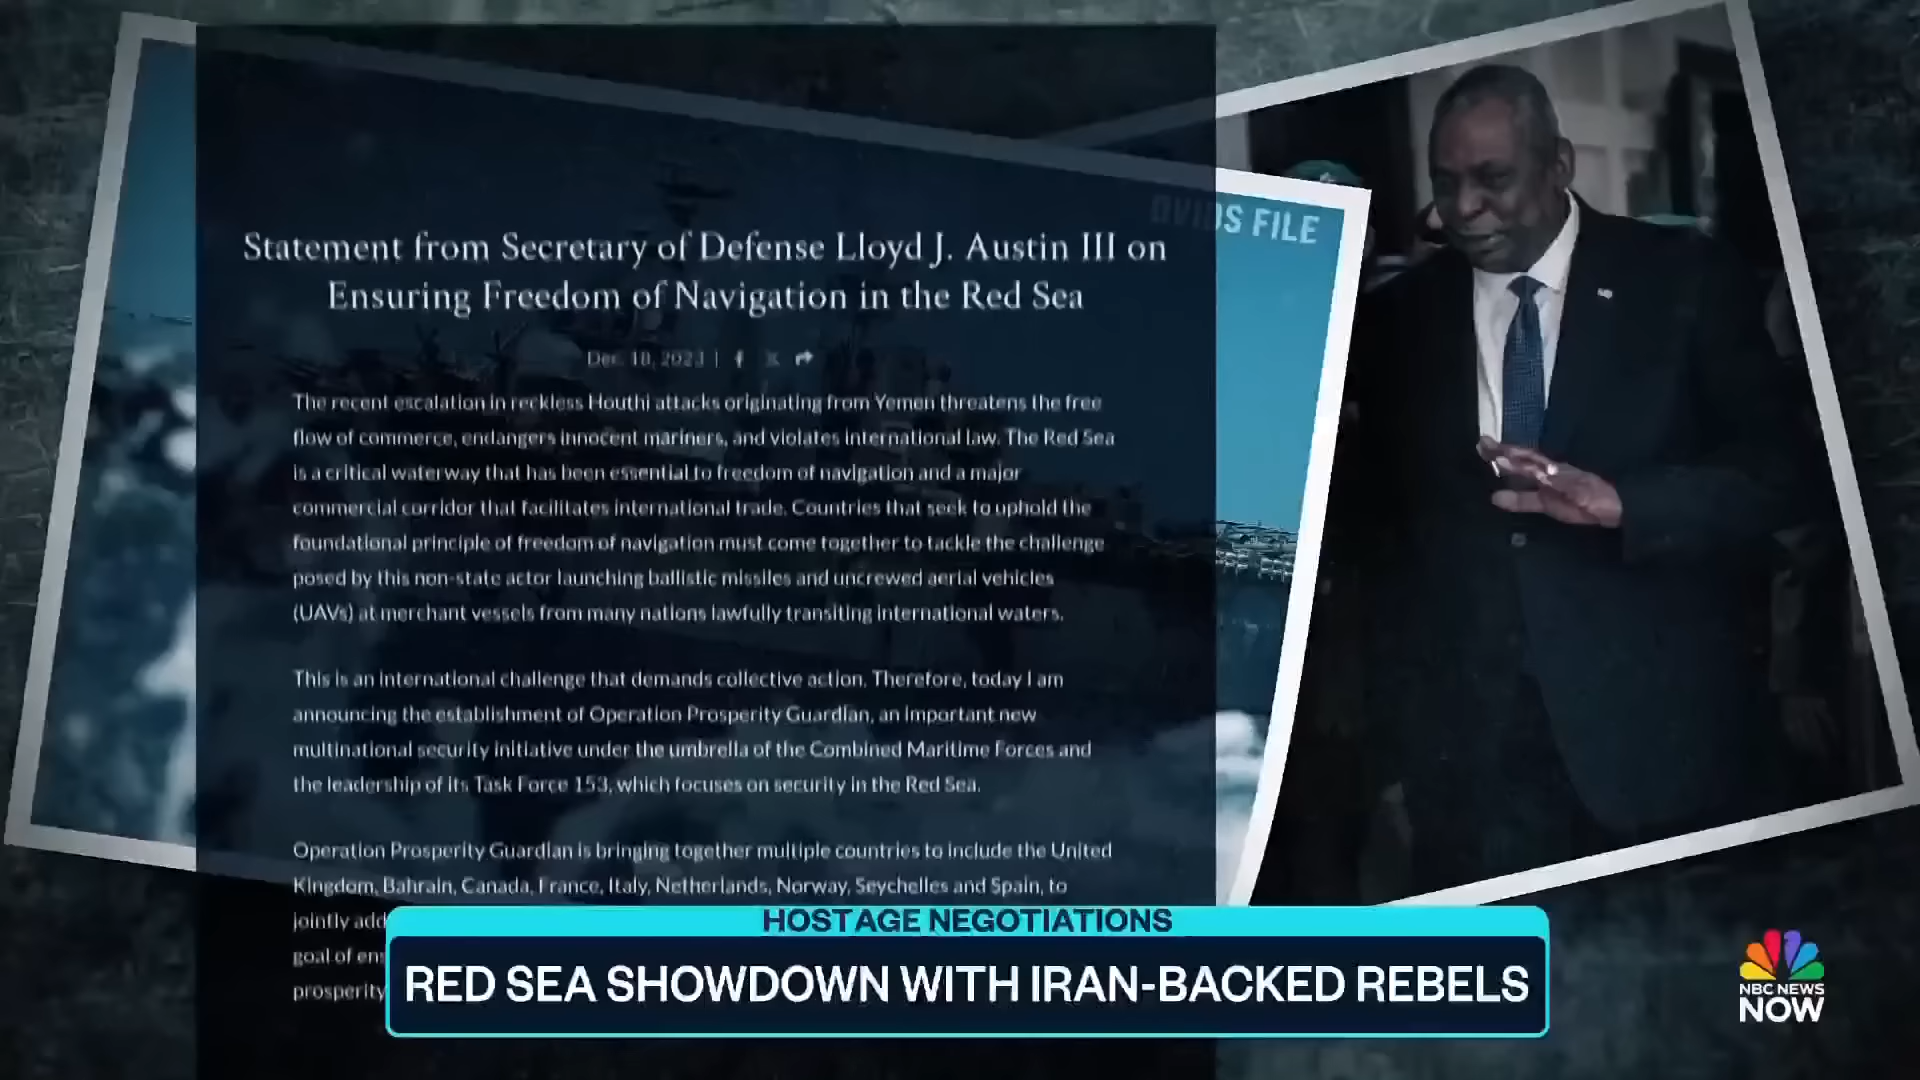 DVIDS FILE
Statement from Secretary of Defense Lloyd J. Austin III on
Ensuring Freedom of Navigation in the Red Sea
Dec. 18, 2023 |
The recent escalation in reckless Houthi attacks originating from Yemen threatens the free
flow of commerce, endangers innocent mariners, and violates international law. The Red Sea
is a critical waterway that has been essential to freedom of navigation and a major
commercial corridor that facilitates international trade. Countries that seek to uphold the
foundational principle of freedom of navigation must come together to tackle the challenge
posed by this non-state actor launching ballistic missiles and uncrewed aerial vehicles
(UAVs) at merchant vessels from many nations lawfully transiting international waters.
This is an international challenge that demands collective action. Therefore, today I am
announcing the establishment of Operation Prosperity Guardian, an important new
multinational security initiative under the umbrella of the Combined Maritime Forces and
the leadership of its Task Force 153, which focuses on security in the Red Sea.
Operation Prosperity Guardian is bringing together multiple countries to include the United
Kingdom, Bahrain, Canada, France, Italy, Netherlands, Norway, Seychelles and Spain, to
jointly add
goal of ens
prosperity
HOSTAGE NEGOTIATIONS
RED SEA SHOWDOWN WITH IRAN-BACKED REBELS
NBC NEWS
NOW